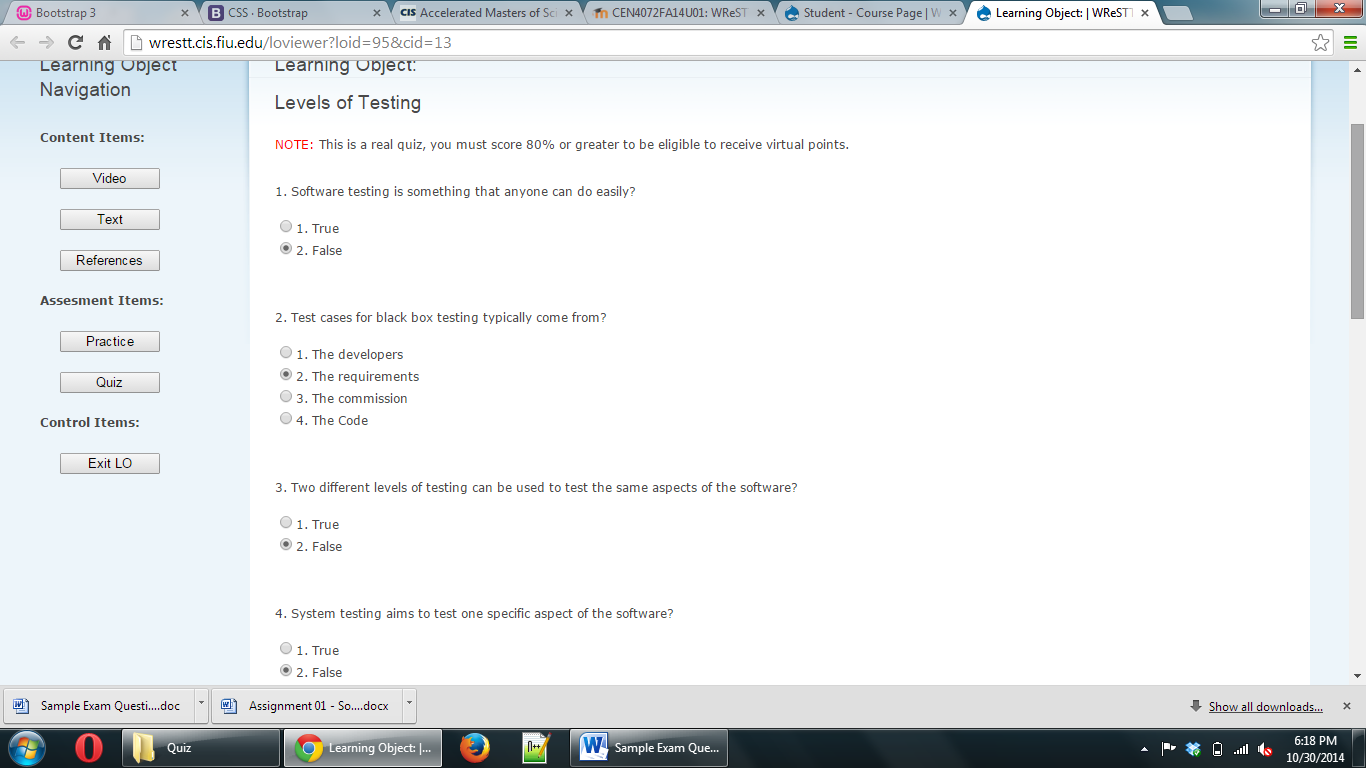 Bootstrap 3
CSS · Bootstrap
CIS Accelerated Masters of Sci
CEN4072FA14U01: WReST
Student - Course Page | W
Learning Object: | WReST
wrestt.cis.fiu.edu/loviewer?loid=95&cid=13
Learning Object
Navigation
Content Items:
Video
Text
References
Assesment Items:
Practice
Quiz
Control Items:
Exit LO
Learning Object:
Levels of Testing
NOTE: This is a real quiz, you must score 80% or greater to be eligible to receive virtual points.
1. Software testing is something that anyone can do easily?
1. True
2. False
2. Test cases for black box testing typically come from?
1. The developers
2. The requirements
3. The commission
4. The Code
3. Two different levels of testing can be used to test the same aspects of the software?
1. True
2. False
4. System testing aims to test one specific aspect of the software?
1. True
2. False
Sample Exam Questi....doc
Assignment 01 - So....docx
Show all downloads...
Quiz
Learning Object: |...
Sample Exam Que...
6:18 PM
10/30/2014